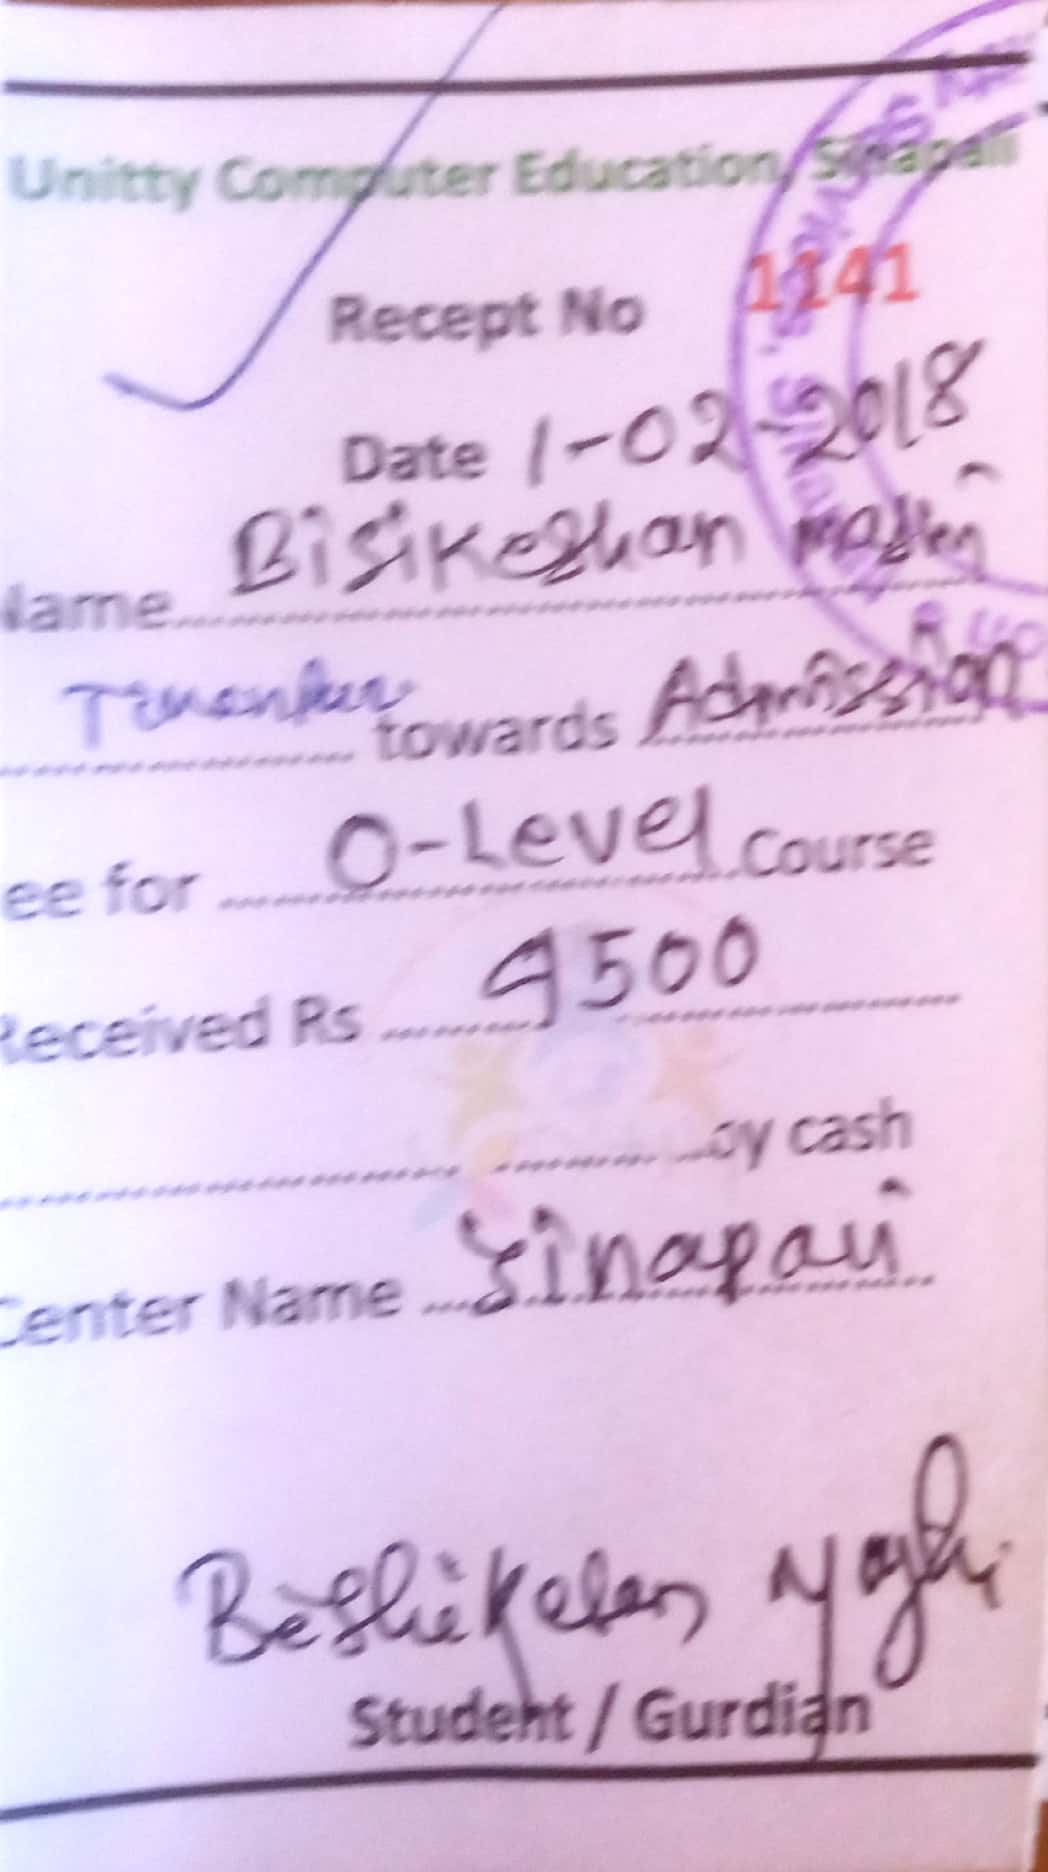 Unitty Computer Education, Sinapali
Recept No 1141
Date 1-02-2018
Name Bisikeshan majhi
towards Admission
ee for O-Level Course
Received Rs 9500
by cash
Center Name Sinapali
Student / Gurdian